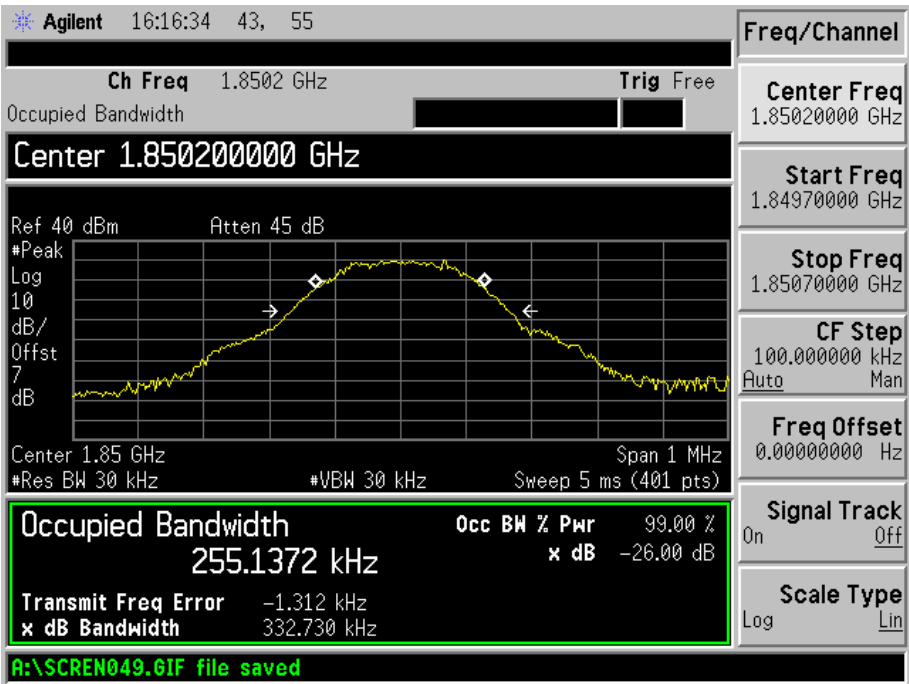 Agilent 16:16:34 43, 55
Freq/Channel
Ch Freq 1.8502 GHz Trig Free
Occupied Bandwidth
Center 1.850200000 GHz
Ref 40 dBm Atten 45 dB
#Peak
Log
10
dB/
Offst
7
dB
Center 1.85 GHz Span 1 MHz
#Res BW 30 kHz #VBW 30 kHz Sweep 5 ms (401 pts)
Occupied Bandwidth Occ BW % Pwr 99.00 %
255.1372 kHz x dB -26.00 dB
Transmit Freq Error -1.312 kHz
x dB Bandwidth 332.730 kHz
A:\SCREN049.GIF file saved
Center Freq
1.85020000 GHz
Start Freq
1.84970000 GHz
Stop Freq
1.85070000 GHz
CF Step
100.000000 kHz
Auto Man
Freq Offset
0.00000000 Hz
Signal Track
On Off
Scale Type
Log Lin